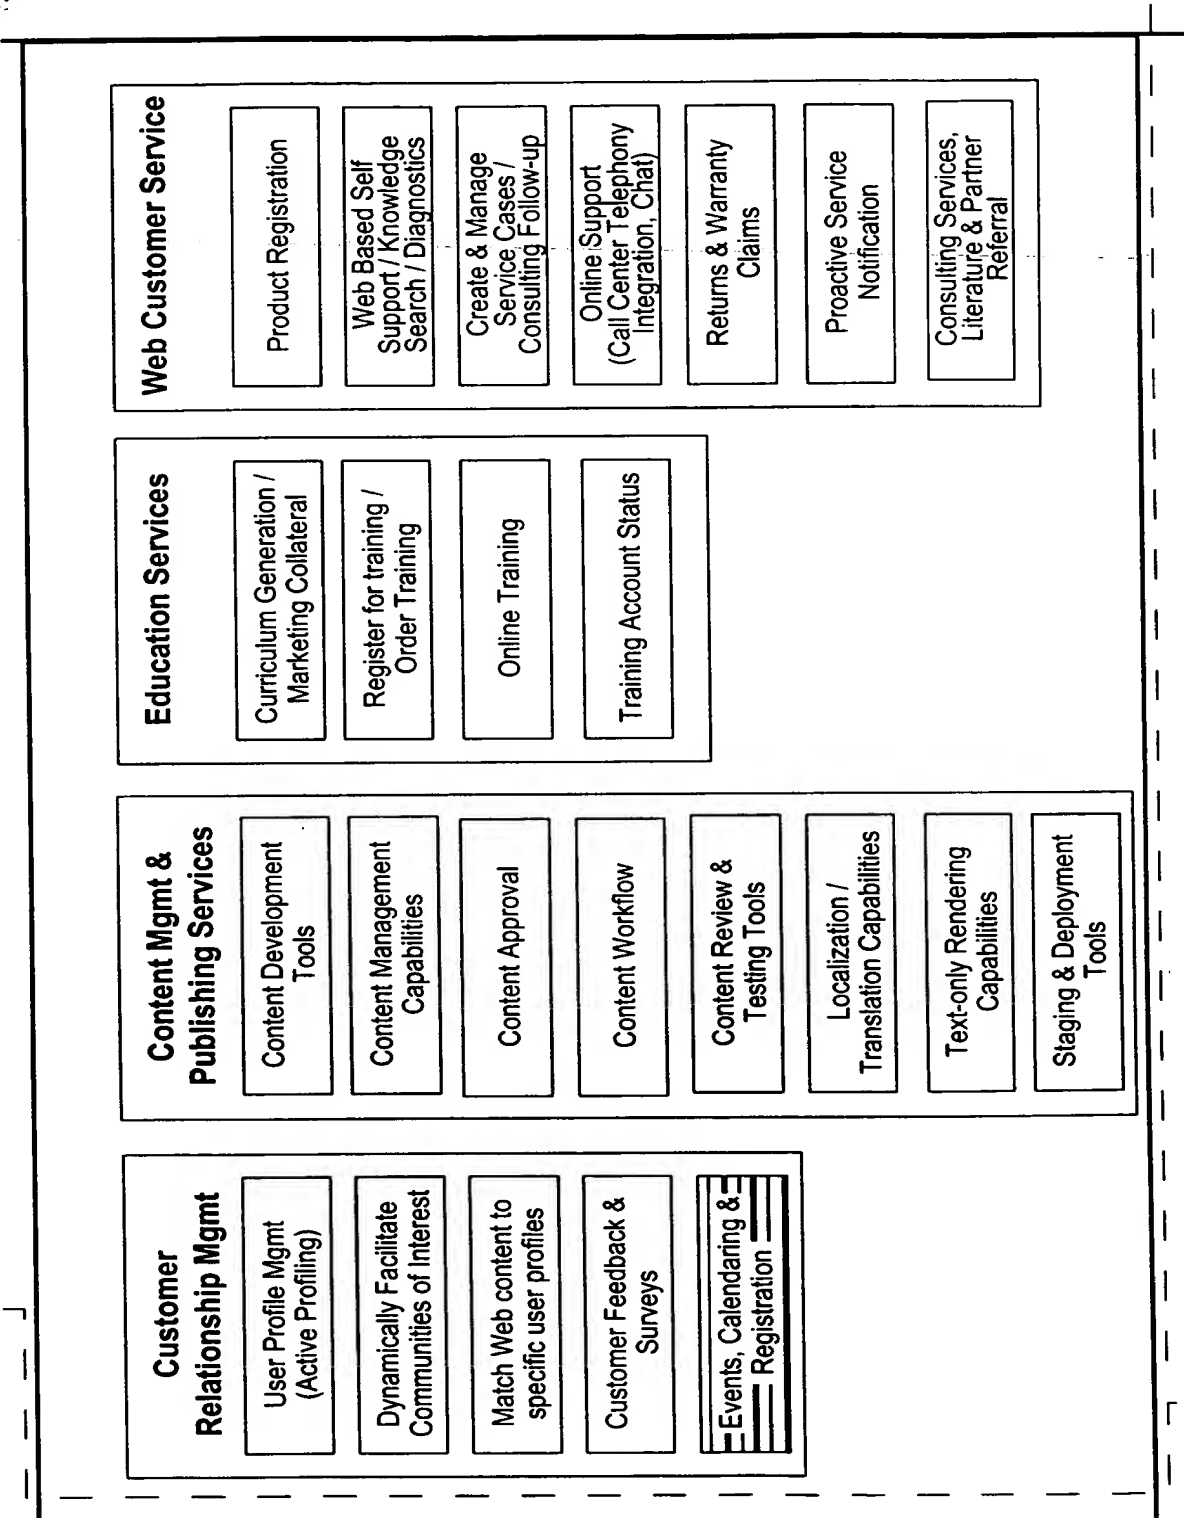 Customer
Relationship Mgmt
User Profile Mgmt
(Active Profiling)
Dynamically Facilitate
Communities of Interest
Match Web content to
specific user profiles
Customer Feedback &
Surveys
Events, Calendaring &
Registration
Content Mgmt &
Publishing Services
Content Development
Tools
Content Management
Capabilities
Content Approval
Content Workflow
Content Review &
Testing Tools
Localization /
Translation Capabilities
Text-only Rendering
Capabilities
Staging & Deployment
Tools
Education Services
Curriculum Generation /
Marketing Collateral
Register for training /
Order Training
Online Training
Training Account Status
Web Customer Service
Product Registration
Web Based Self
Support / Knowledge
Search / Diagnostics
Create & Manage
Service Cases /
Consulting Follow-up
Online Support
(Call Center Telephony
Integration, Chat)
Returns & Warranty
Claims
Proactive Service
Notification
Consulting Services,
Literature & Partner
Referral